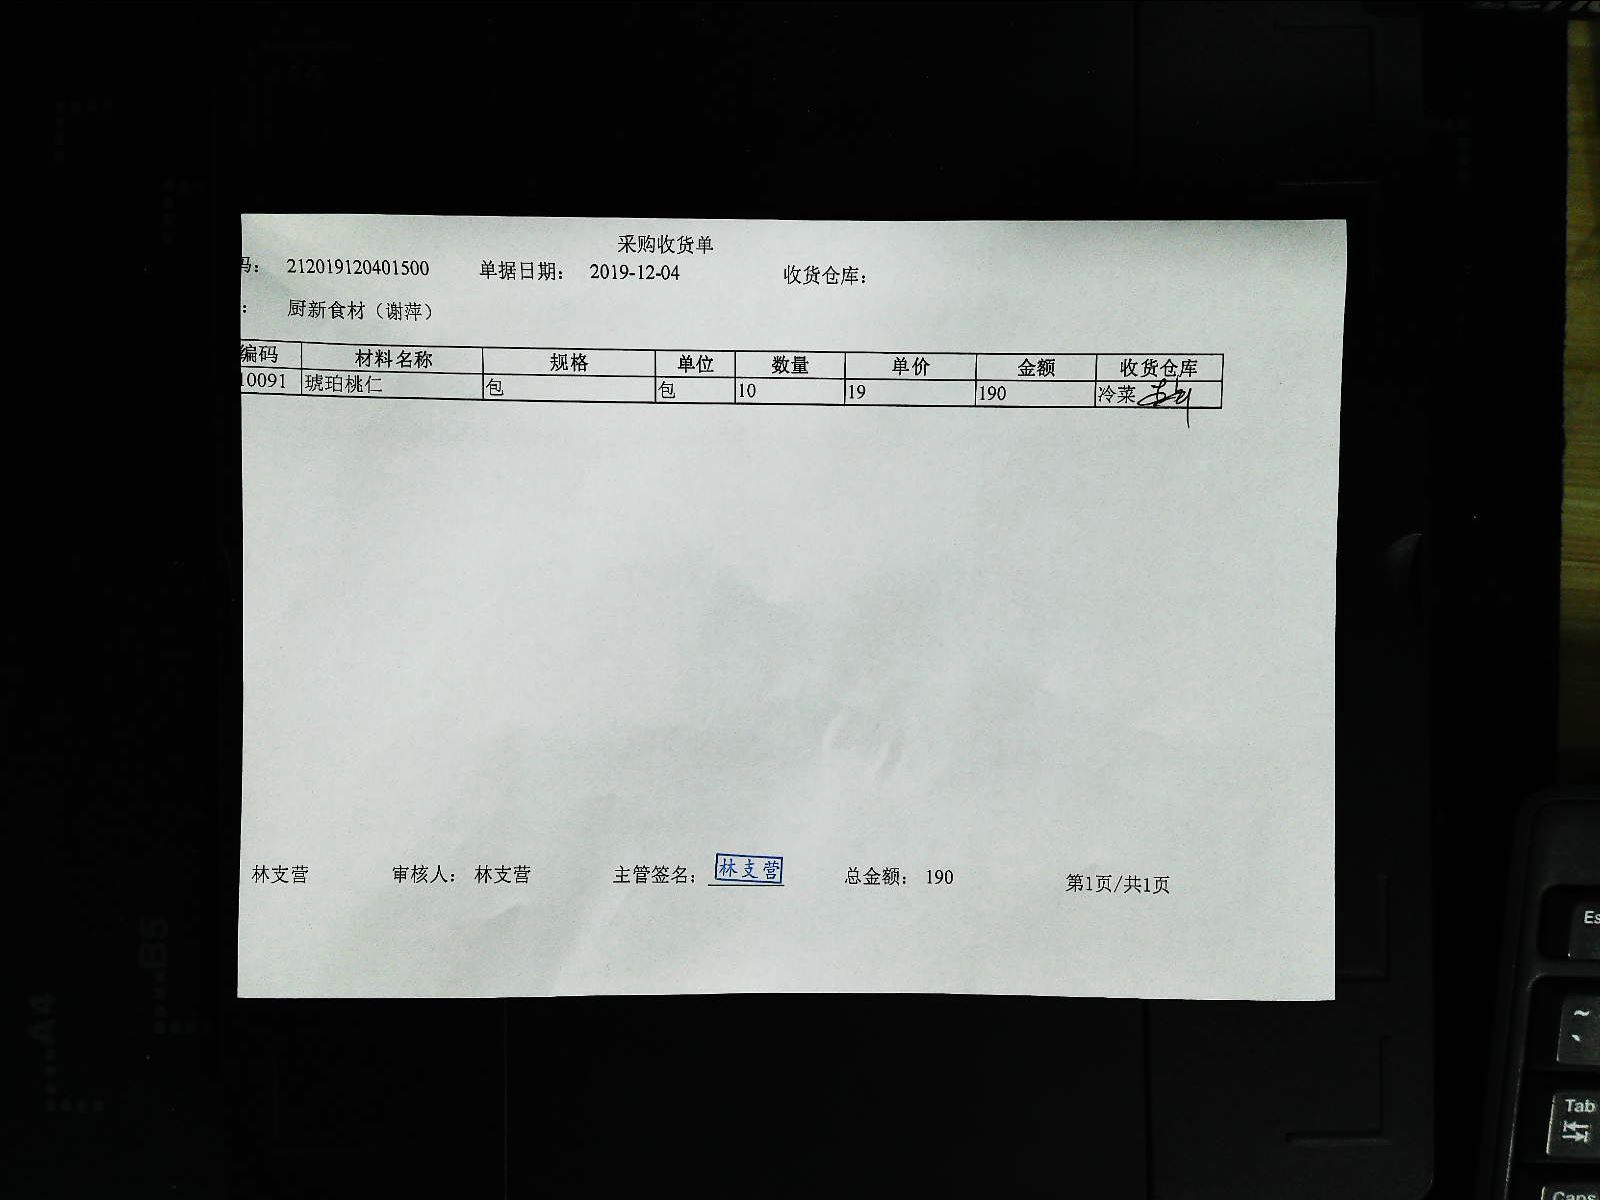 采购收货单
码： 212019120401500 单据日期： 2019-12-04 收货仓库：
： 厨新食材（谢萍）
编码 材料名称 规格 单位 数量 单价 金额 收货仓库
10091 琥珀桃仁 包 包 10 19 190 冷菜
林支营 审核人： 林支营 主管签名： 林支营 总金额： 190 第1页/共1页
A4
B5
Es
~
Tab
Caps